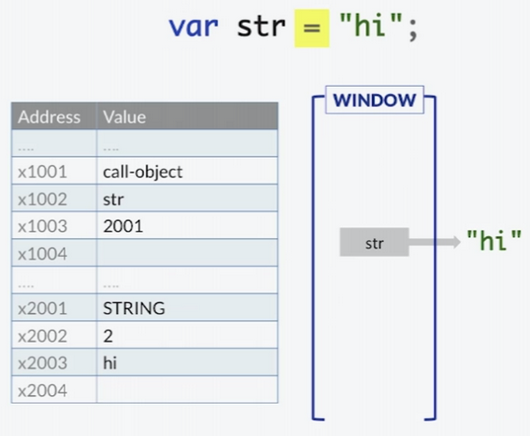 var str = "hi";
WINDOW
Address Value
.... ....
x1001 call-object
x1002 str
x1003 2001
x1004
.... ....
x2001 STRING
x2002 2
x2003 hi
x2004
str "hi"